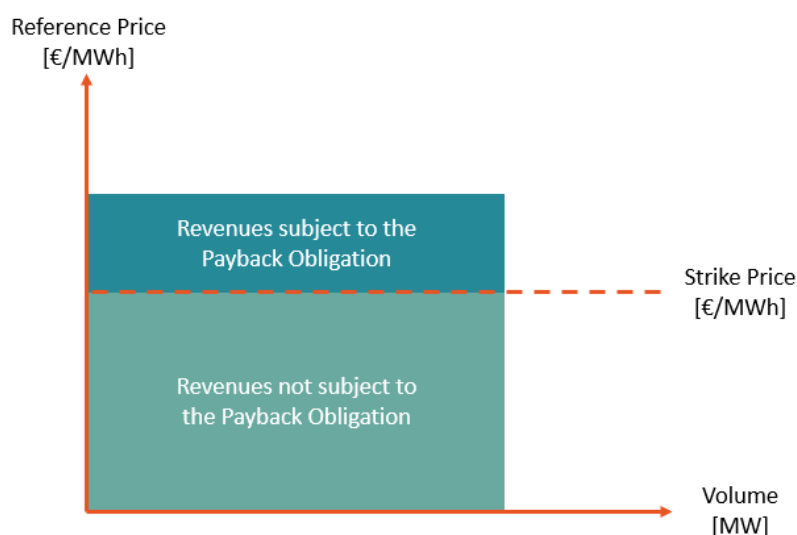 Reference Price
[€/MWh]
Revenues subject to the
Payback Obligation
Strike Price
[€/MWh]
Revenues not subject to
the Payback Obligation
Volume
[MW]